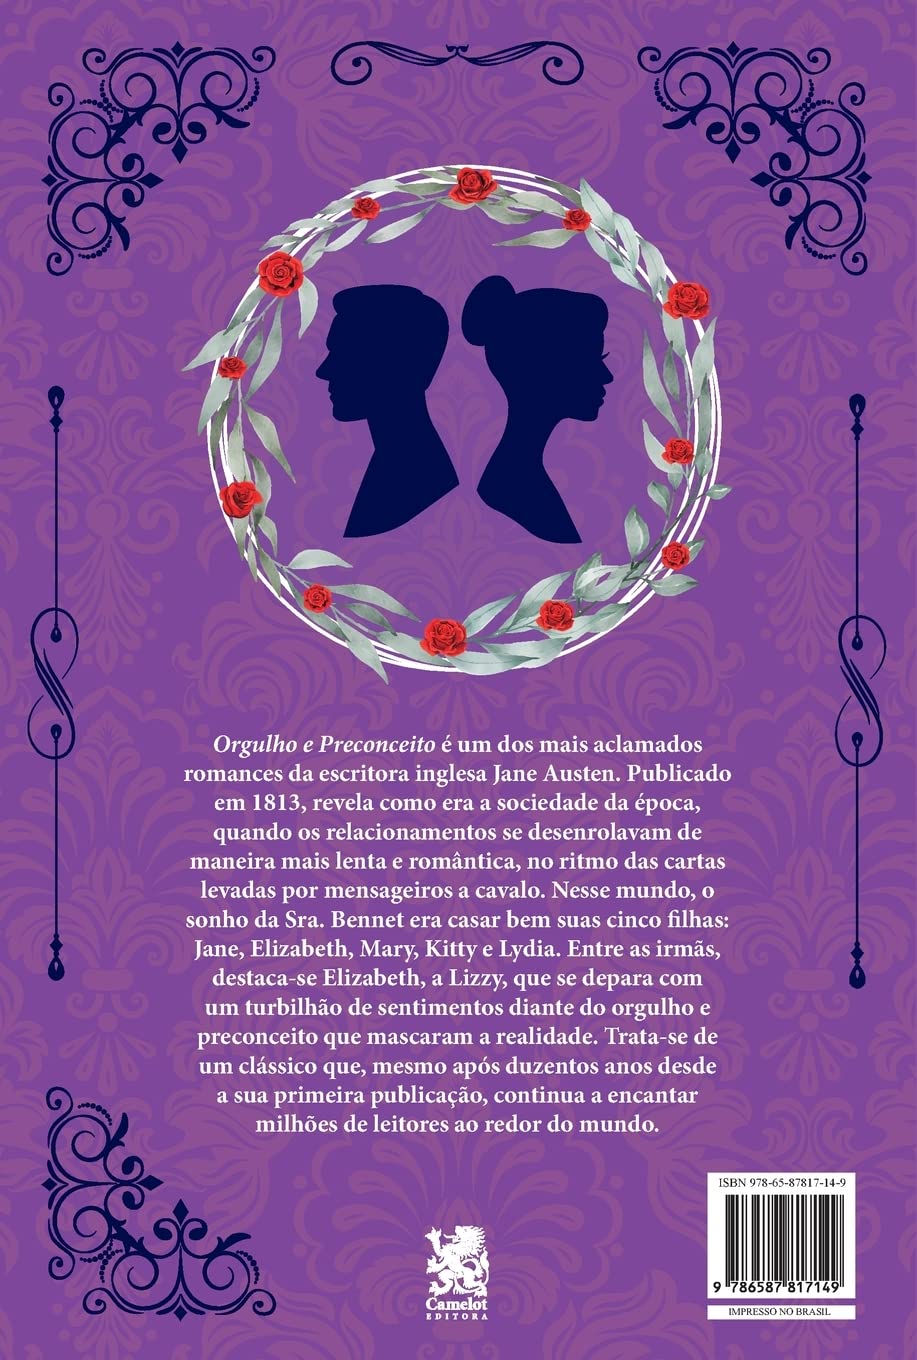 Orgulho e Preconceito é um dos mais aclamados
romances da escritora inglesa Jane Austen. Publicado
em 1813, revela como era a sociedade da época,
quando os relacionamentos se desenrolavam de
maneira mais lenta e romântica, no ritmo das cartas
levadas por mensageiros a cavalo. Nesse mundo, o
sonho da Sra. Bennet era casar bem suas cinco filhas:
Jane, Elizabeth, Mary, Kitty e Lydia. Entre as irmãs,
destaca-se Elizabeth, a Lizzy, que se depara com
um turbilhão de sentimentos diante do orgulho e
preconceito que mascaram a realidade. Trata-se de
um clássico que, mesmo após duzentos anos desde
a sua primeira publicação, continua a encantar
milhões de leitores ao redor do mundo.
ISBN 978-65-87817-14-9
9 786587 817149
IMPRESSO NO BRASIL
Camelot
EDITORA